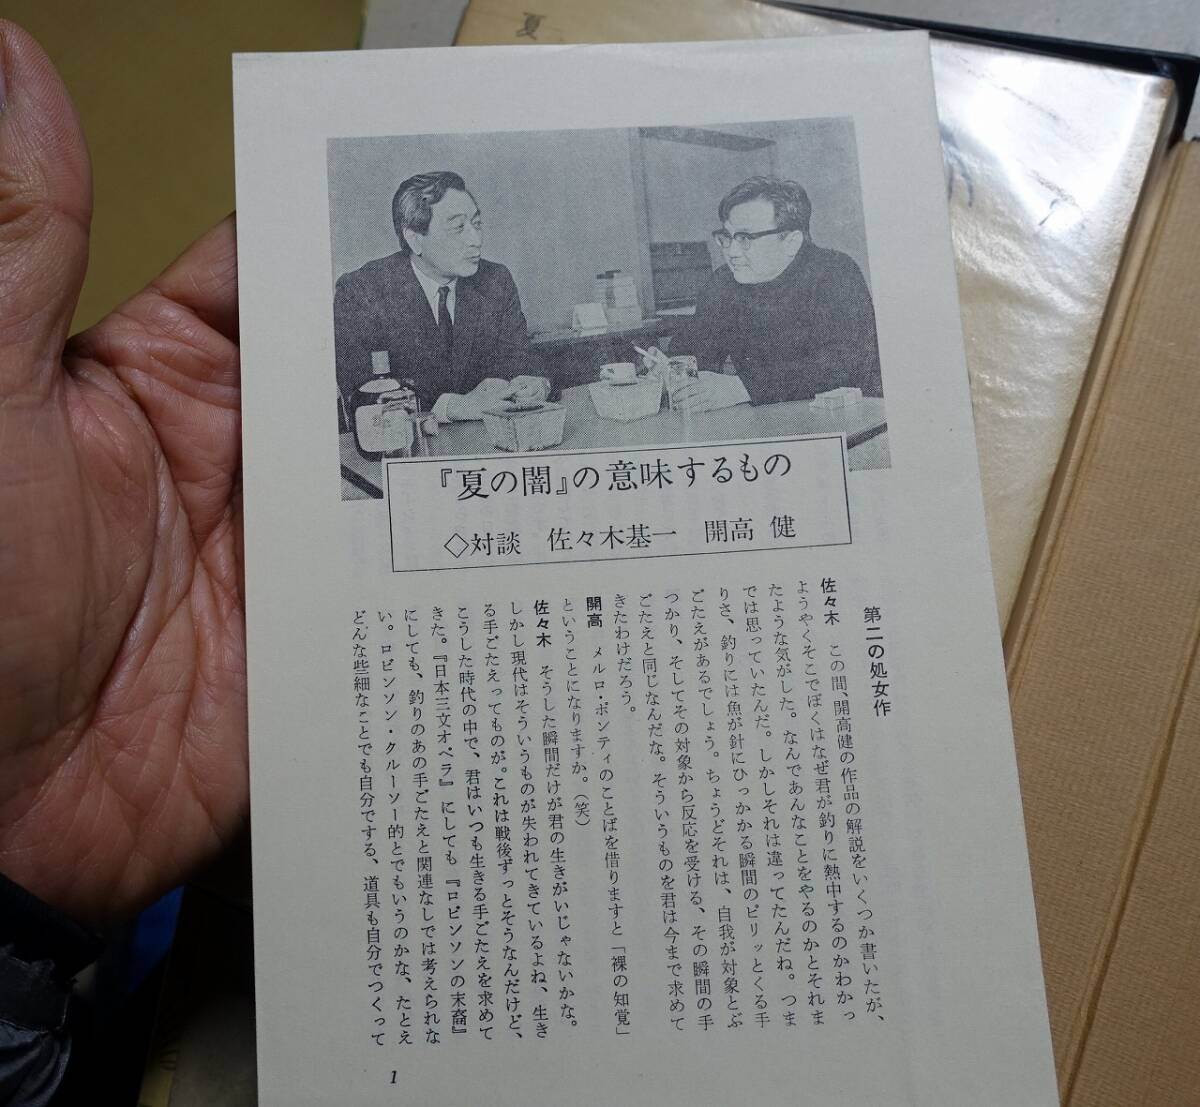 夏
『夏の闇』の意味するもの
◇対談 佐々木基一 開高 健
第二の処女作
佐々木 この間、開高健の作品の解説をいくつか書いたが、
ようやくそこでぼくはなぜ君が釣りに熱中するのかわかっ
たような気がした。なんであんなことをやるのかとそれま
では思っていたんだ。しかしそれは違ってたんだね。つま
りさ、釣りには魚が針にひっかかる瞬間のピリッとくる手
ごたえがあるでしょう。ちょうどそれは、自我が対象とぶ
つかり、そしてその対象から反応を受ける、その瞬間の手
ごたえと同じなんだな。そういうものを君は今まで求めて
きたわけだろう。
開高 メルロ・ポンティのことばを借りますと「裸の知覚」
ということになりますか。（笑）
佐々木 そうした瞬間だけが君の生きがいじゃないかな。
しかし現代はそういうものが失われてきているよね、生き
る手ごたえってものが。これは戦後ずっとそうなんだけど、
こうした時代の中で、君はいつも生きる手ごたえを求めて
きた。『日本三文オペラ』にしても『ロビンソンの末裔』
にしても、釣りのあの手ごたえと関連なしでは考えられな
い。ロビンソン・クルーソー的とでもいうのかな、たとえ
どんな些細なことでも自分でする、道具も自分でつくって
1